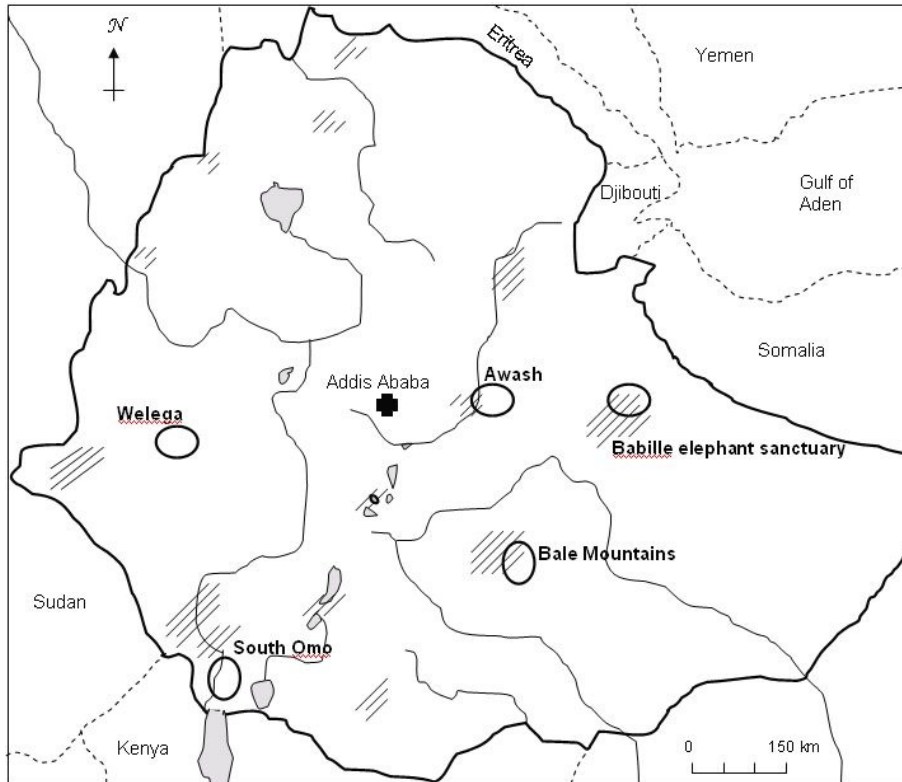 N
Eritrea
Yemen
Djibouti
Gulf of
Aden
Somalia
Addis Ababa
Awash
Welega
Babille elephant sanctuary
Bale Mountains
Sudan
South Omo
Kenya
0 150 km